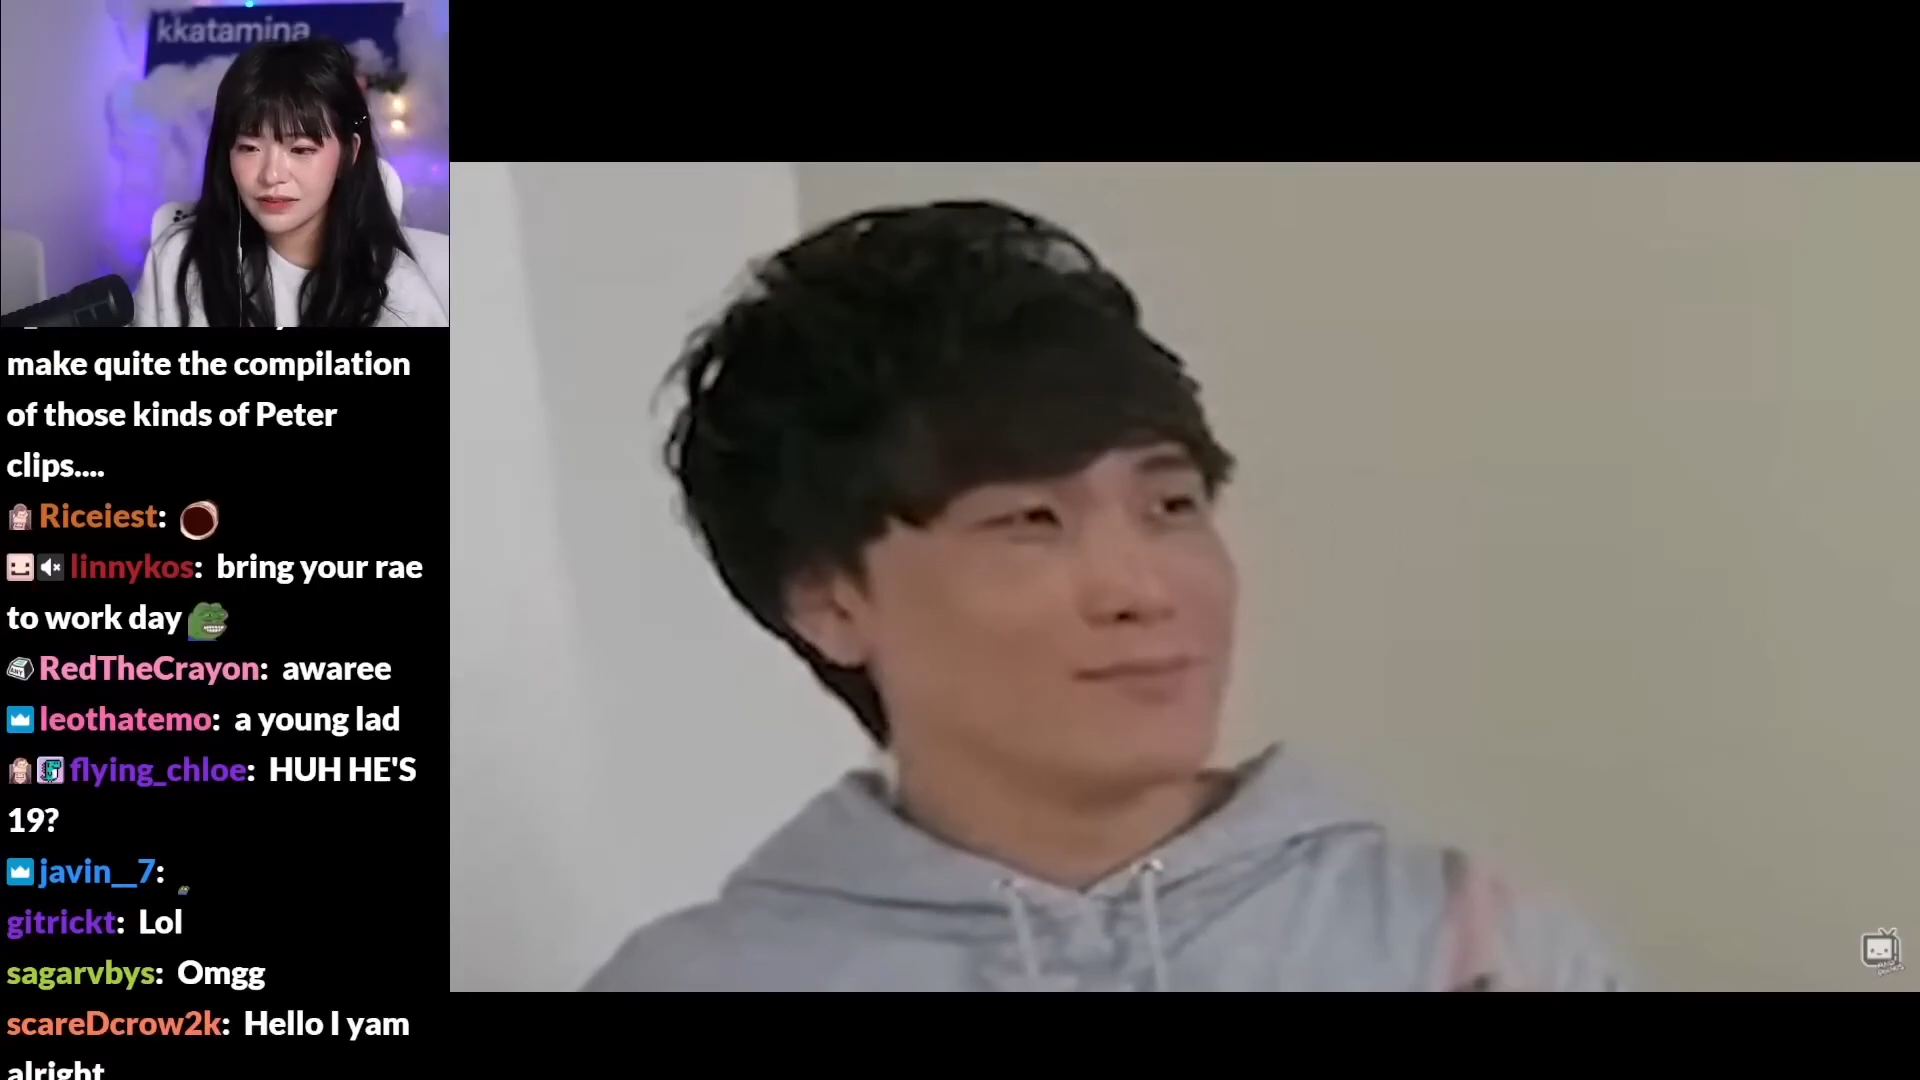 kkatamina
make quite the compilation
of those kinds of Peter
clips....
Riceiest:
linnykos: bring your rae
to work day
RedTheCrayon: awaree
leothatemo: a young lad
flying_chloe: HUH HE'S
19?
javin__7:
gitrickt: Lol
sagarvbys: Omgg
scareDcrow2k: Hello I yam
alright